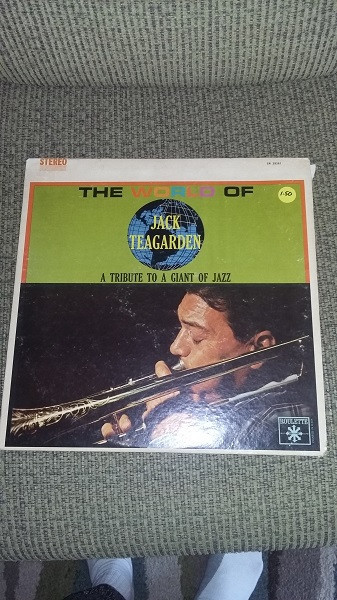 STEREO
THE WORLD OF
1.50
JACK
TEAGARDEN
A TRIBUTE TO A GIANT OF JAZZ
ROULETTE